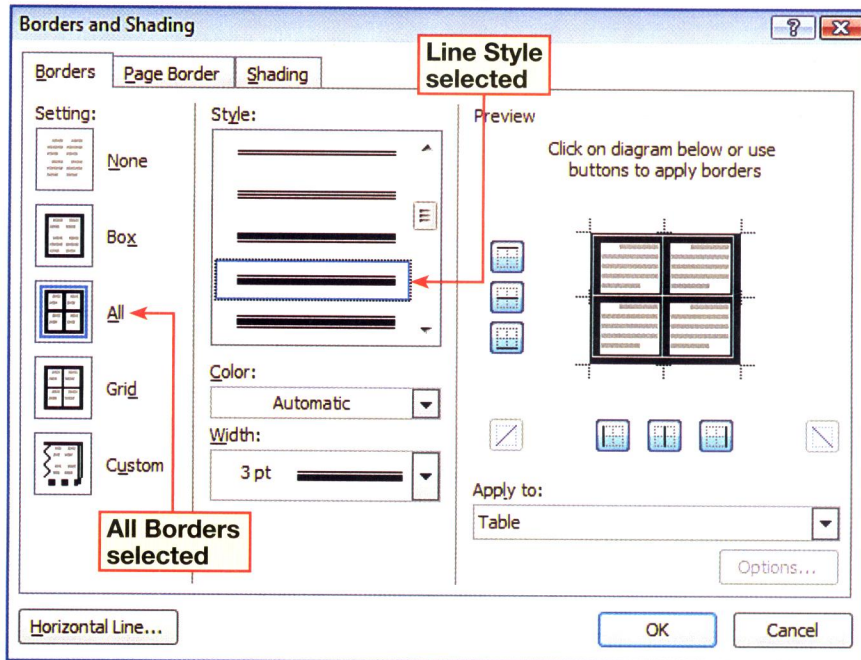 Borders and Shading
Borders
Page Border
Shading
Line Style
selected
Setting:
None
Box
All
Grid
Custom
All Borders
selected
Style:
Color:
Automatic
Width:
3 pt
Preview
Click on diagram below or use
buttons to apply borders
Apply to:
Table
Options...
Horizontal Line...
OK
Cancel